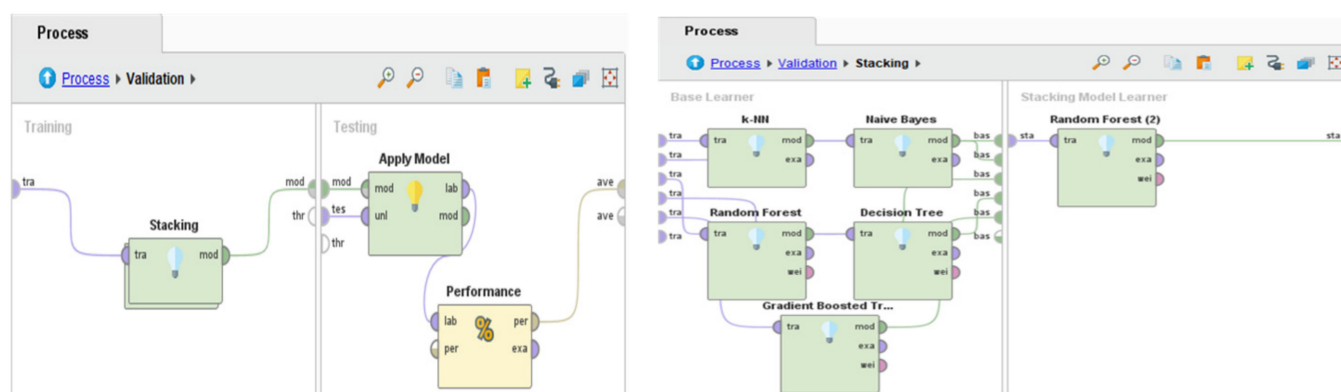 Process
Process ▸ Validation ▸
Training
Testing
tra
Stacking
tra mod
mod
thr
Apply Model
mod mod lab
tes unl mod
thr
ave
ave
Performance
lab per
per exa
Process
Process ▸ Validation ▸ Stacking ▸
Base Learner
Stacking Model Learner
k-NN
Naive Bayes
Random Forest (2)
tra tra mod tra mod bas
tra exa exa bas
tra bas
tra bas
Random Forest
Decision Tree
tra tra mod tra mod bas
tra exa exa bas
wei wei
Gradient Boosted Tr...
tra mod
exa
wei
sta tra mod sta
exa
wei